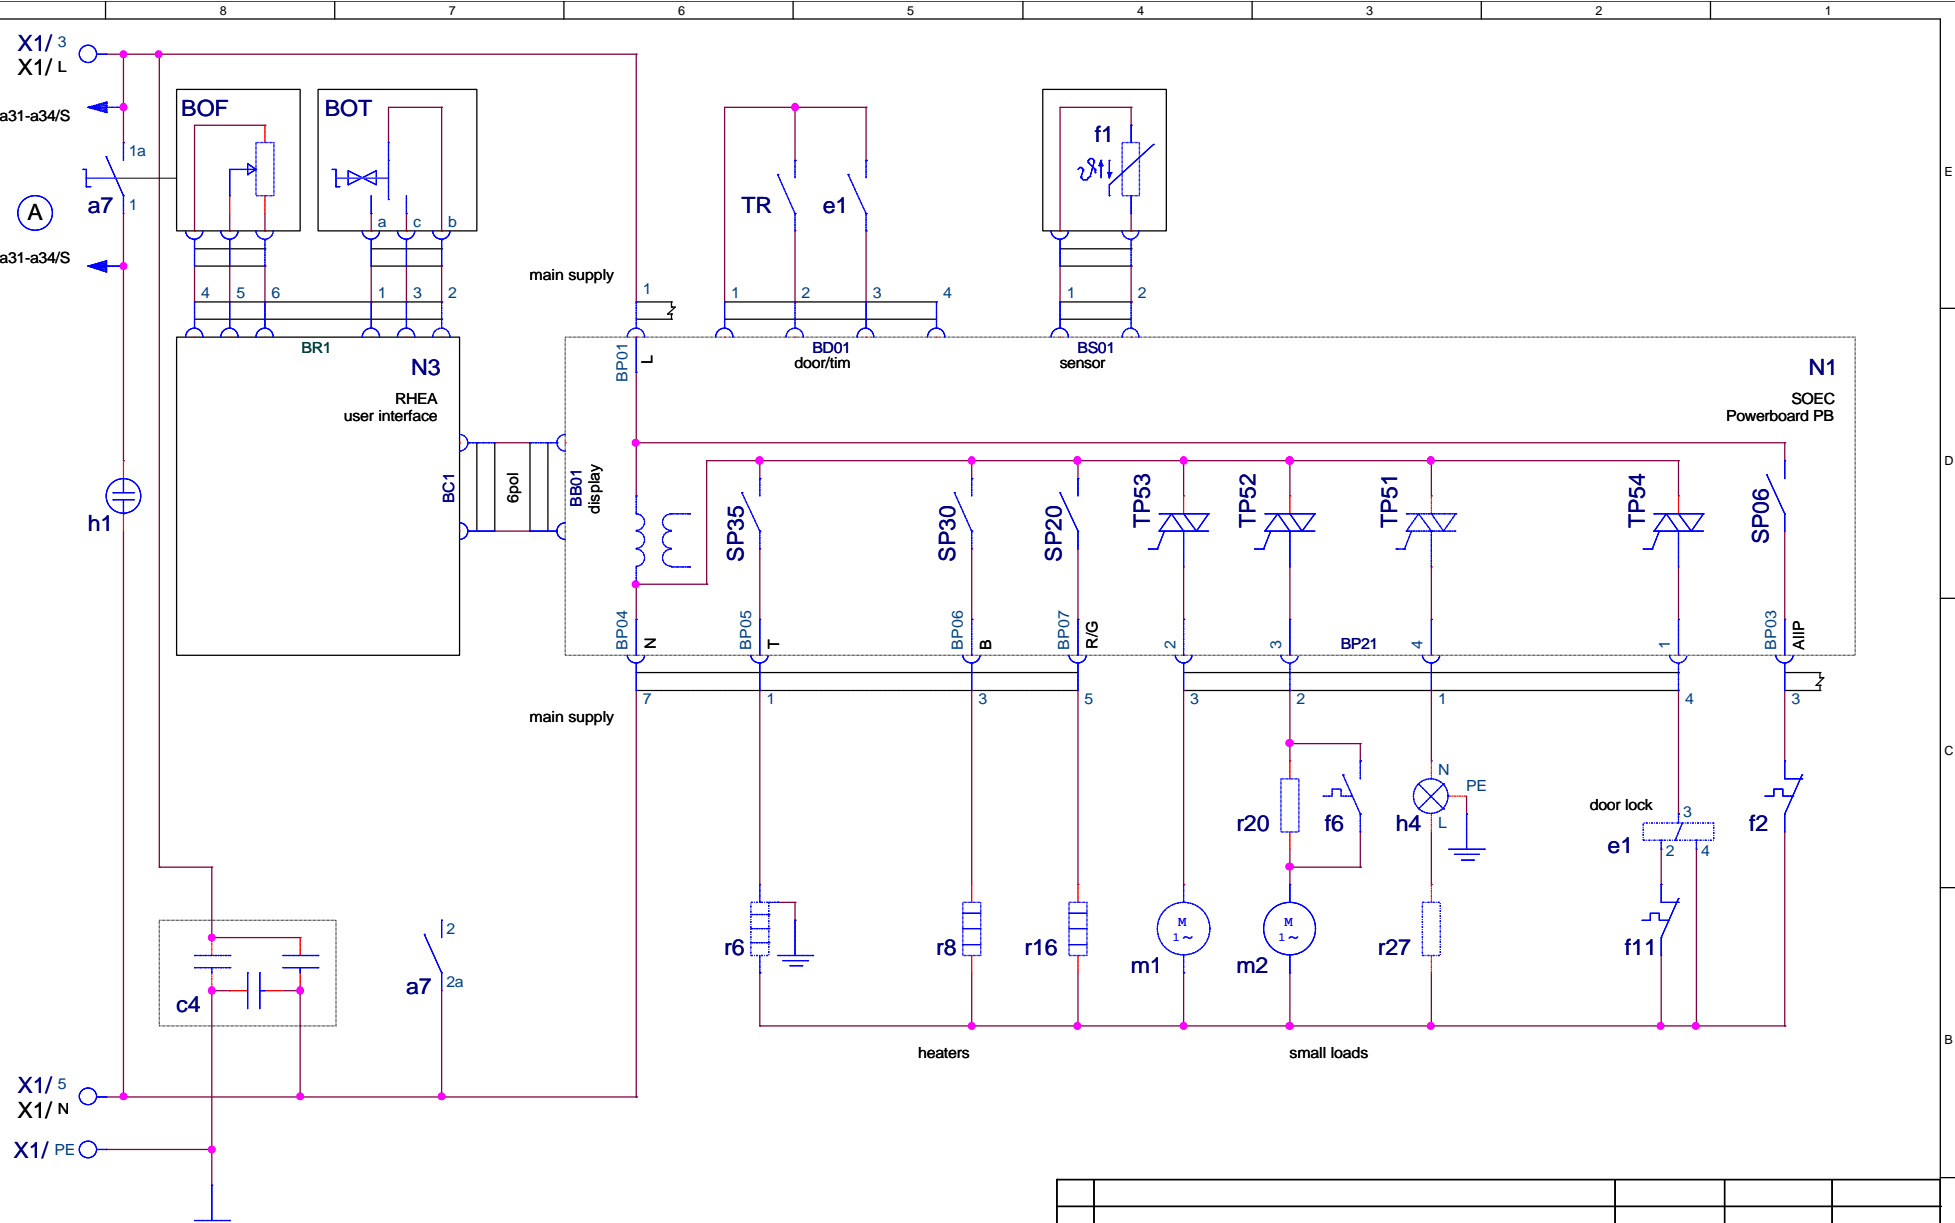 8 7 6 5 4 3 2 1
X1/ 3
X1/ L
a31-a34/S
BOF BOT
f1
1a
E
a7 1
TR e1
A
a c b
a31-a34/S
main supply
4 5 6 1 3 2
1
1 2 3 4
1 2
BR1
BP01 L
BD01
door/tim
BS01
sensor
N3
RHEA
user interface
N1
SOEC
Powerboard PB
BC1
6pol
BB01
display
D
h1
SP35
SP30
SP20
TP53
TP52
TP51
TP54
SP06
BP04 N
BP05 T
BP06 B
BP07 R/G
2 3 BP21 4 1
BP03 AIIP
7 1 3 5 3 2 1 4 3
main supply
C
N
PE
r20 f6 h4 L
door lock 3
e1 2 4
f2
2
a7 2a
c4
r6 r8 r16
M
1~
m1
M
1~
m2
r27
f11
B
heaters small loads
X1/ 5
X1/ N
X1/ PE